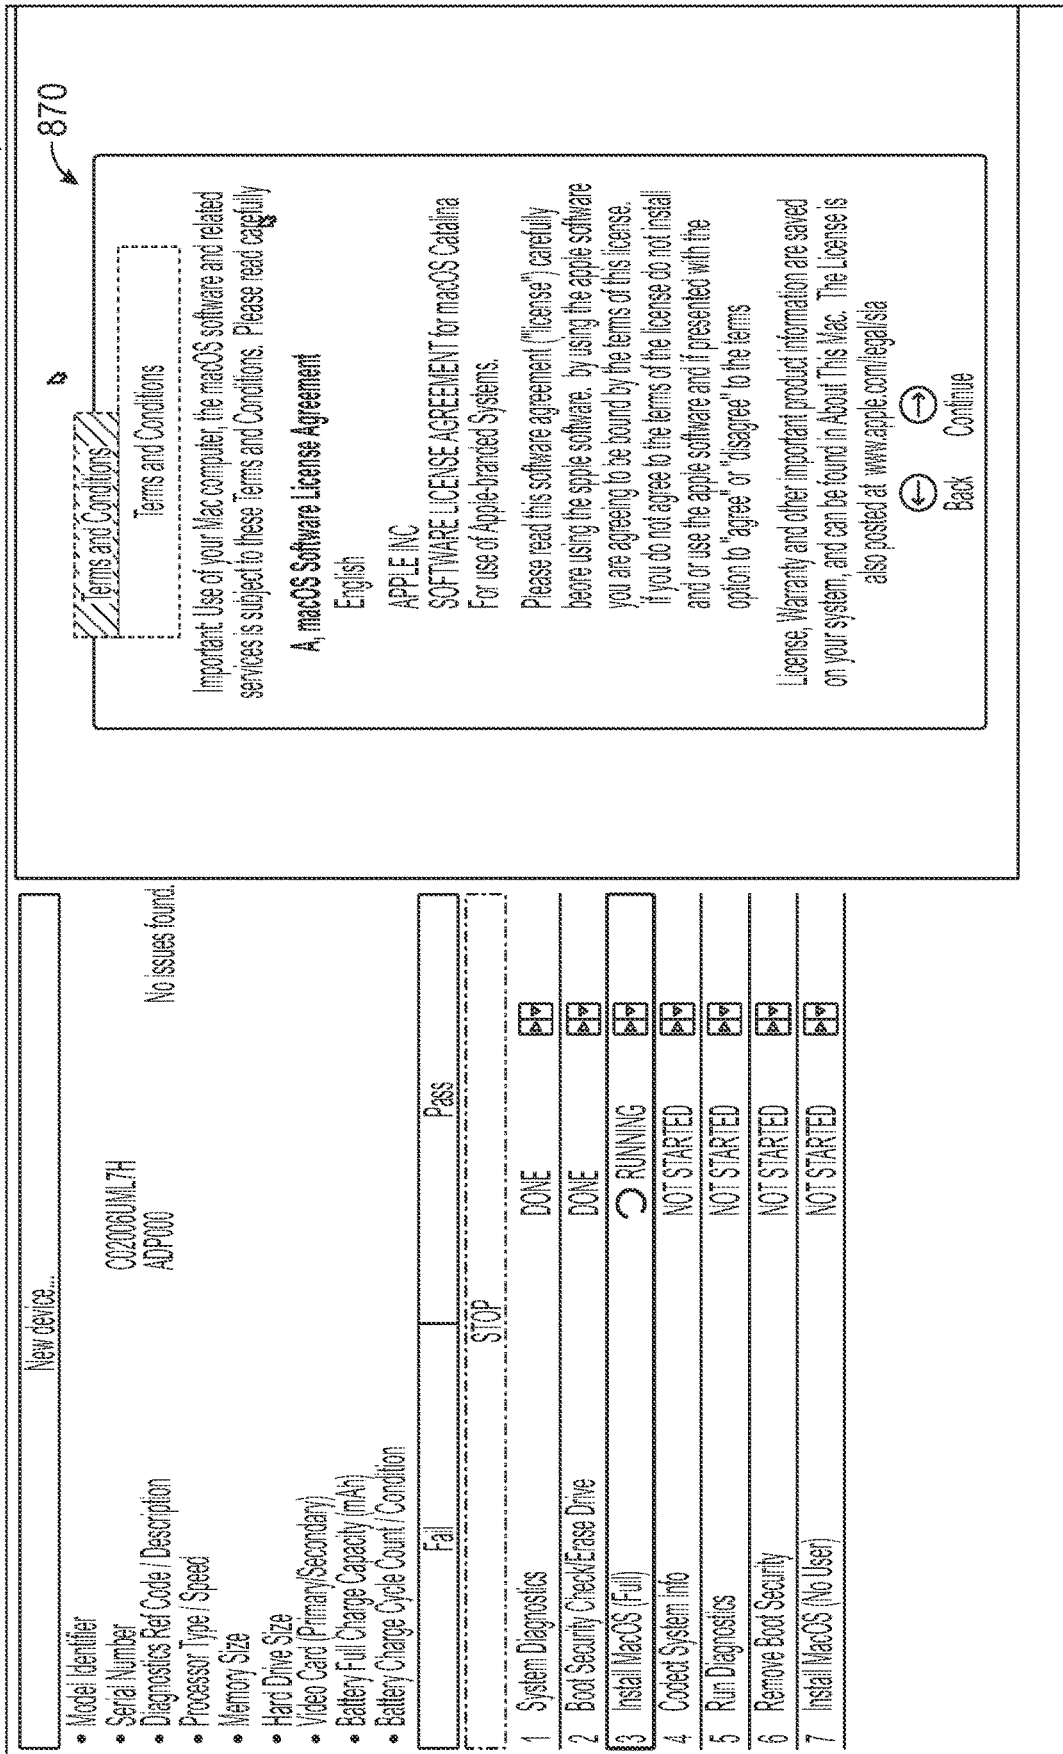 New device...
• Model Identifier
• Serial Number C02006UML7H
• Diagnostics Ref Code / Description ADP000 No issues found.
• Processor Type / Speed
• Memory Size
• Hard Drive Size
• Video Card (Primary/Secondary)
• Battery Full Charge Capacity (mAh)
• Battery Charge Cycle Count / Condition
Fail Pass
STOP
1 System Diagnostics DONE
2 Boot Security Check/Erase Drive DONE
3 Install MacOS (Full) RUNNING
4 Codect System Info NOT STARTED
5 Run Diagnostics NOT STARTED
6 Remove Boot Security NOT STARTED
7 Install MacOS (No User) NOT STARTED
870
Terms and Conditons
Terms and Conditions
Important: Use of your Mac computer, the macOS software and related
services is subject to these Terms and Conditions. Please read carefully
A, macOS Software License Agreement
English
APPLE INC
SOFTWARE LICENSE AGREEMENT for macOS Catalina
For use of Apple-branded Systems.
Please read this software agreement ("license") carefully
beore using the spple software. by using the apple software
you are agreeing to be bound by the terms of this license.
if you do not agree to the terms of the license do not install
and or use the apple software and if presented with the
option to "agree" or "disagree" to the terms
License, Warranty and other important product information are saved
on your system, and can be found in About This Mac. The License is
also posted at www.apple.com/legal/sla
← →
Back Continue